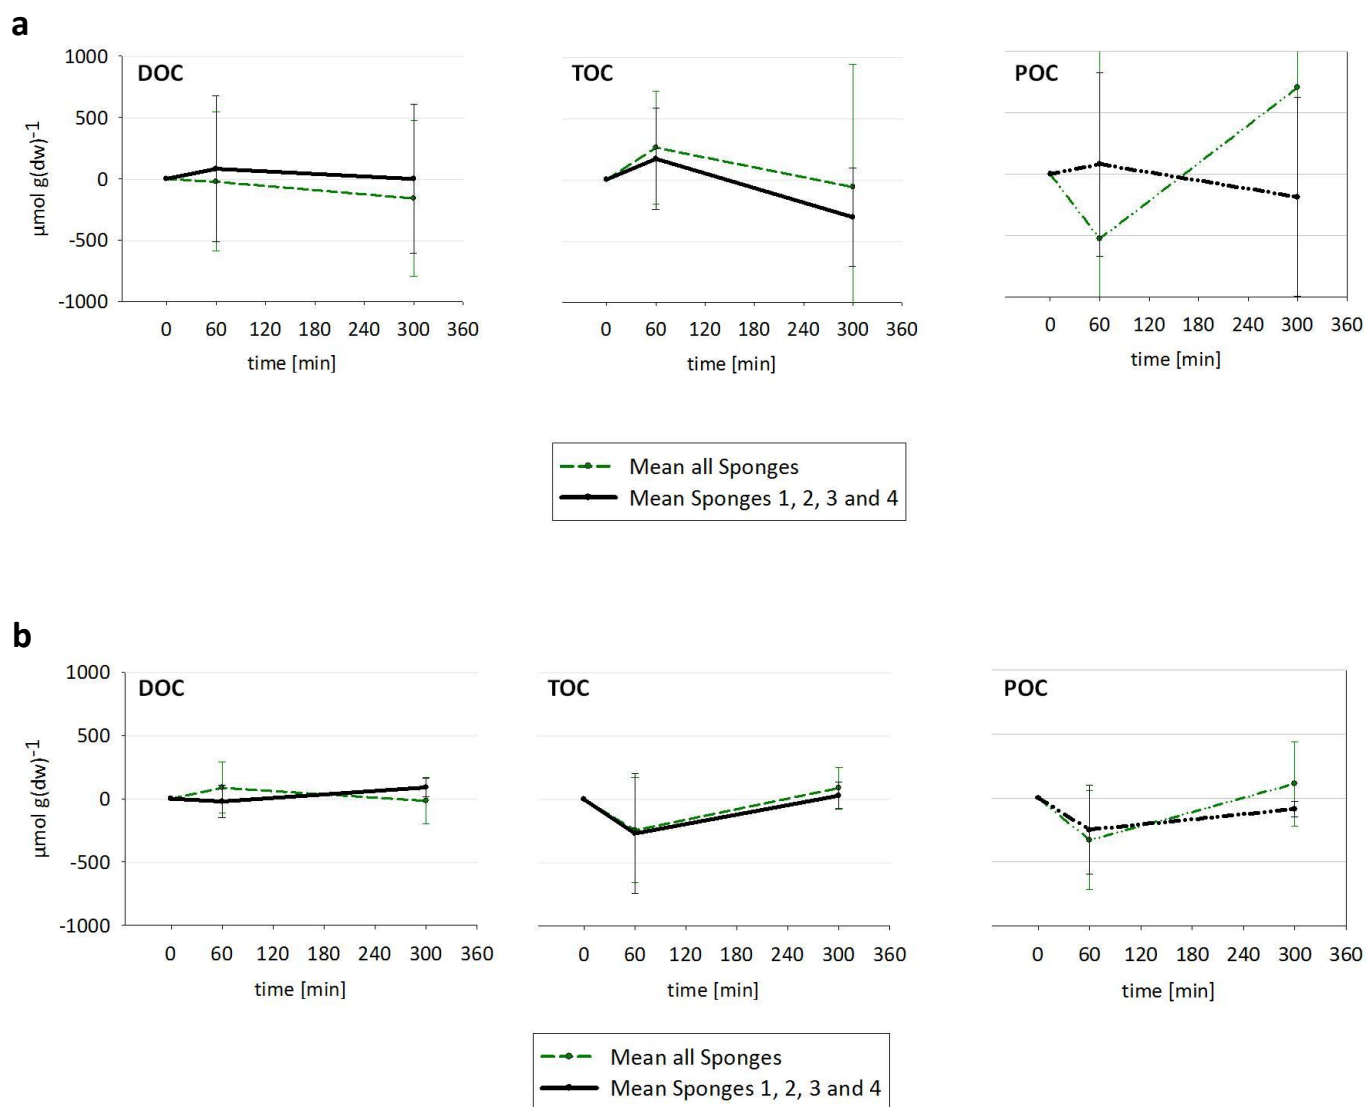 a
DOC
TOC
POC
1000
500
0
-500
-1000
µmol g(dw)-1
0 60 120 180 240 300 360
0 60 120 180 240 300 360
0 60 120 180 240 300 360
time [min]
time [min]
time [min]
Mean all Sponges
Mean Sponges 1, 2, 3 and 4
b
DOC
TOC
POC
1000
500
0
-500
-1000
µmol g(dw)-1
0 60 120 180 240 300 360
0 60 120 180 240 300 360
0 60 120 180 240 300 360
time [min]
time [min]
time [min]
Mean all Sponges
Mean Sponges 1, 2, 3 and 4